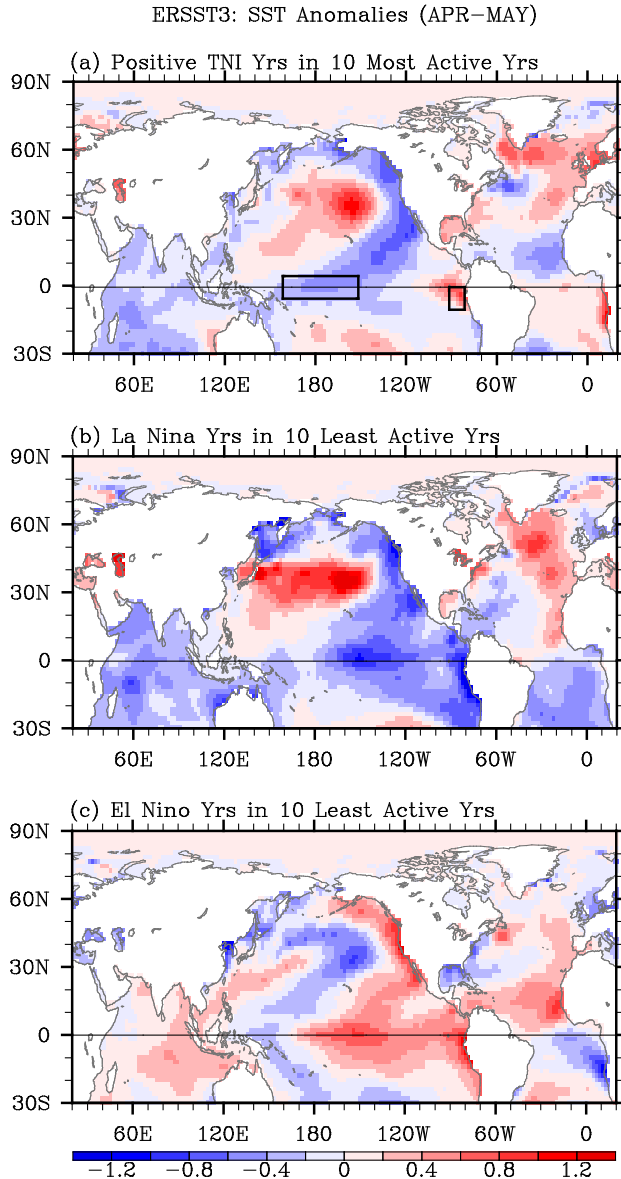 ERSST3: SST Anomalies (APR-MAY)
(a) Positive TNI Yrs in 10 Most Active Yrs
90N
60N
30N
0
30S
60E 120E 180 120W 60W 0
(b) La Nina Yrs in 10 Least Active Yrs
90N
60N
30N
0
30S
60E 120E 180 120W 60W 0
(c) El Nino Yrs in 10 Least Active Yrs
90N
60N
30N
0
30S
60E 120E 180 120W 60W 0
-1.2 -0.8 -0.4 0 0.4 0.8 1.2